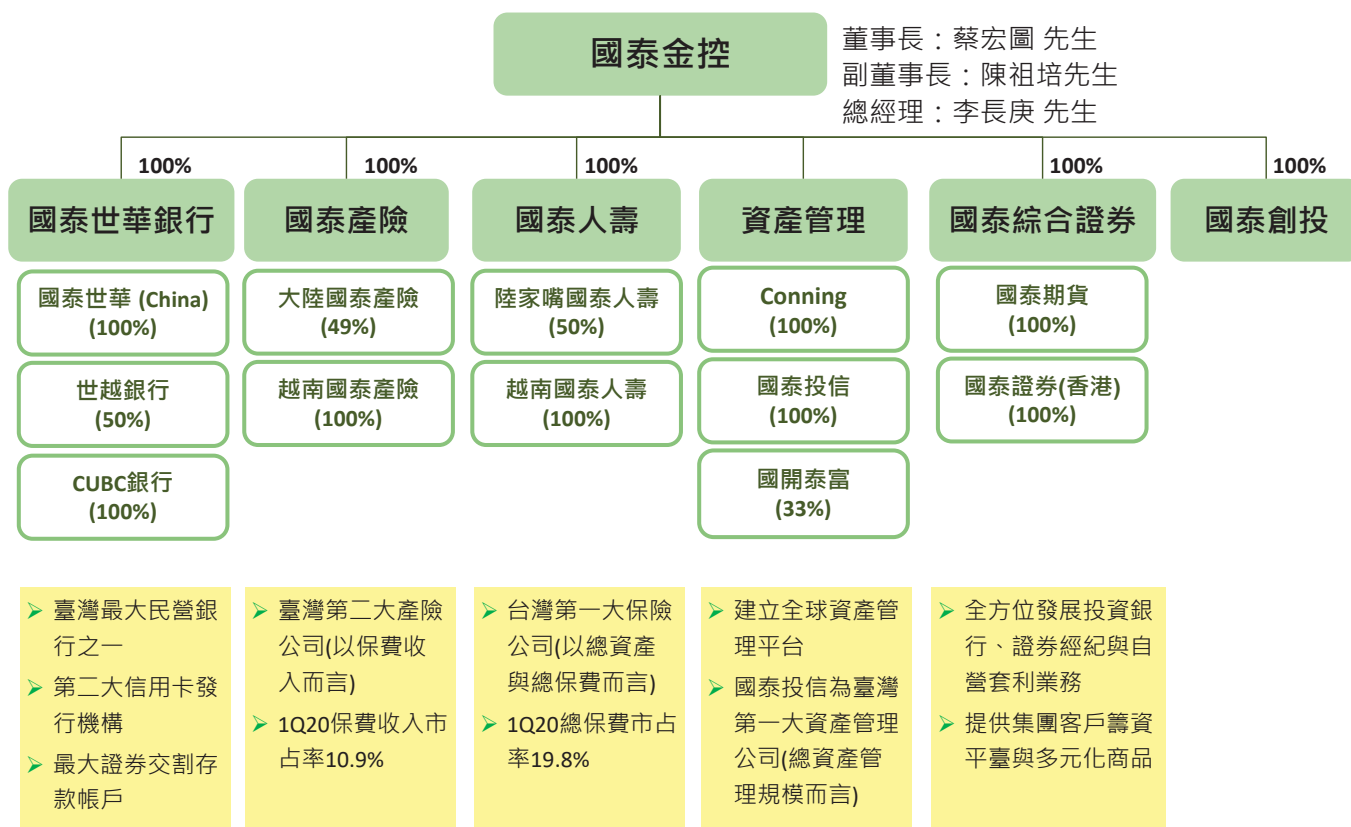 國泰金控
董事長：蔡宏圖 先生
副董事長：陳祖培先生
總經理：李長庚 先生
100%
100%
100%
100%
100%
國泰世華銀行
國泰產險
國泰人壽
資產管理
國泰綜合證券
國泰創投
國泰世華 (China)
(100%)
世越銀行
(50%)
CUBC銀行
(100%)
大陸國泰產險
(49%)
越南國泰產險
(100%)
陸家嘴國泰人壽
(50%)
越南國泰人壽
(100%)
Conning
(100%)
國泰投信
(100%)
國開泰富
(33%)
國泰期貨
(100%)
國泰證券(香港)
(100%)
➢ 臺灣最大民營銀
行之一
➢ 第二大信用卡發
行機構
➢ 最大證券交割存
款帳戶
➢ 臺灣第二大產險
公司(以保費收
入而言)
➢ 1Q20保費收入市
占率10.9%
➢ 台灣第一大保險
公司(以總資產
與總保費而言)
➢ 1Q20總保費市占
率19.8%
➢ 建立全球資產管
理平台
➢ 國泰投信為臺灣
第一大資產管理
公司(總資產管
理規模而言)
➢ 全方位發展投資銀
行、證券經紀與自
營套利業務
➢ 提供集團客戶籌資
平臺與多元化商品